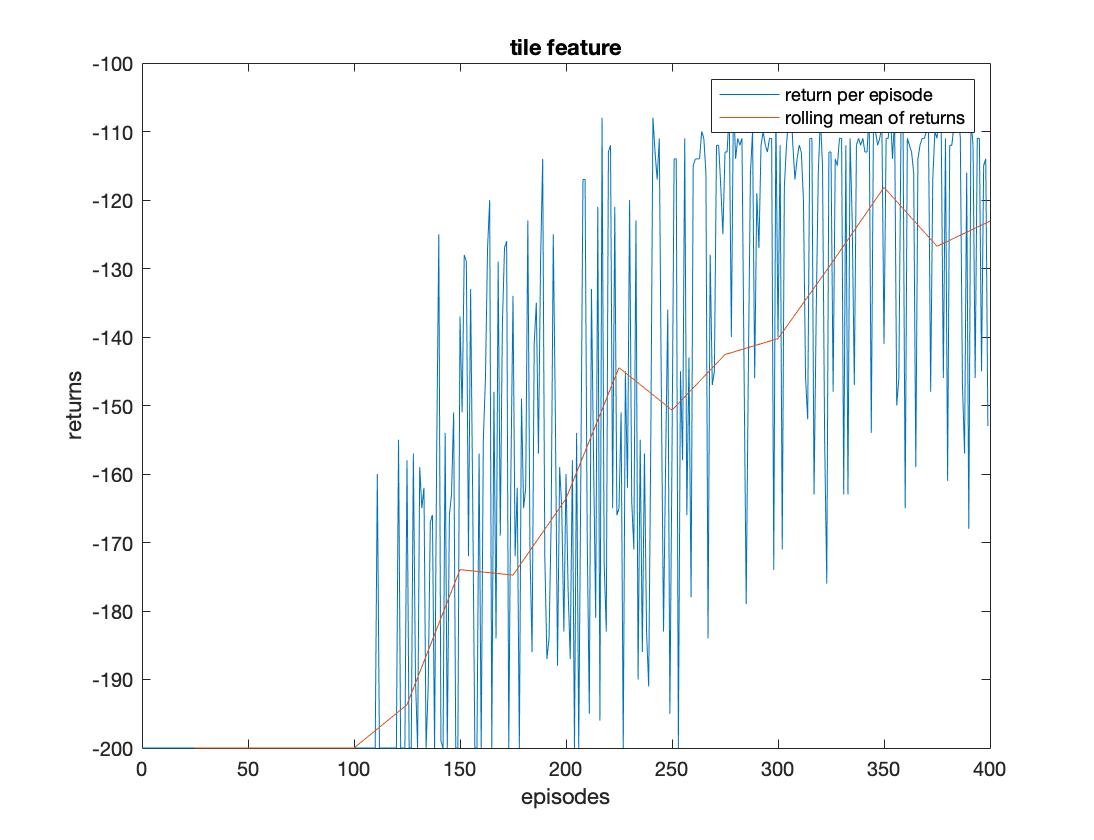 tile feature
return per episode
rolling mean of returns
-100
-110
-120
-130
-140
-150
-160
-170
-180
-190
-200
returns
0 50 100 150 200 250 300 350 400
episodes